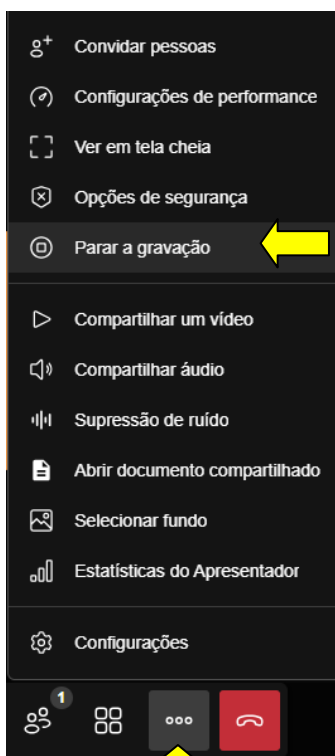 Convidar pessoas
Configurações de performance
Ver em tela cheia
Opções de segurança
Parar a gravação
Compartilhar um vídeo
Compartilhar áudio
Supressão de ruído
Abrir documento compartilhado
Selecionar fundo
Estatísticas do Apresentador
Configurações
1